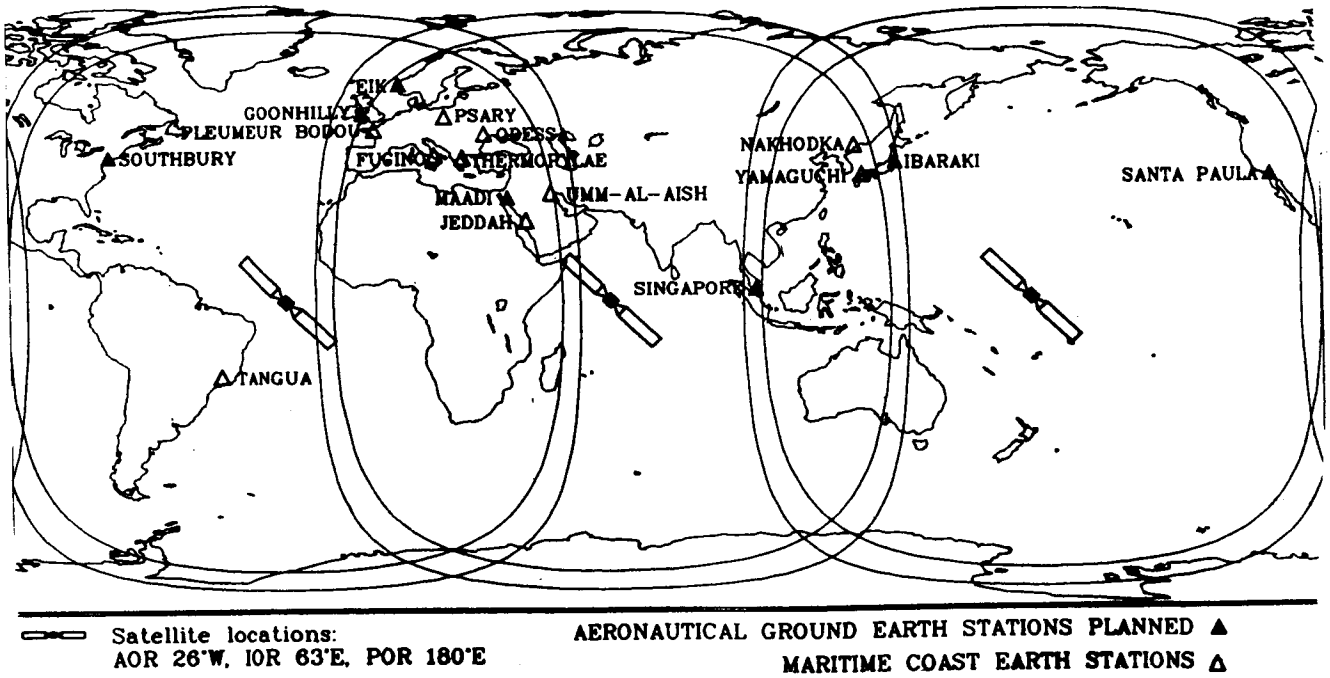 EIK
GOONHILLY
PSARY
PLEUMEUR BODOU
ODESSA
NAKHODKA
SOUTHBURY
FUCINO
THERMOPYLAE
IBARAKI
YAMAGUCHI
SANTA PAULA
MAADI
UMM-AL-AISH
JEDDAH
SINGAPORE
TANGUA
Satellite locations:
AERONAUTICAL GROUND EARTH STATIONS PLANNED
AOR 26°W, IOR 63°E, POR 180°E
MARITIME COAST EARTH STATIONS